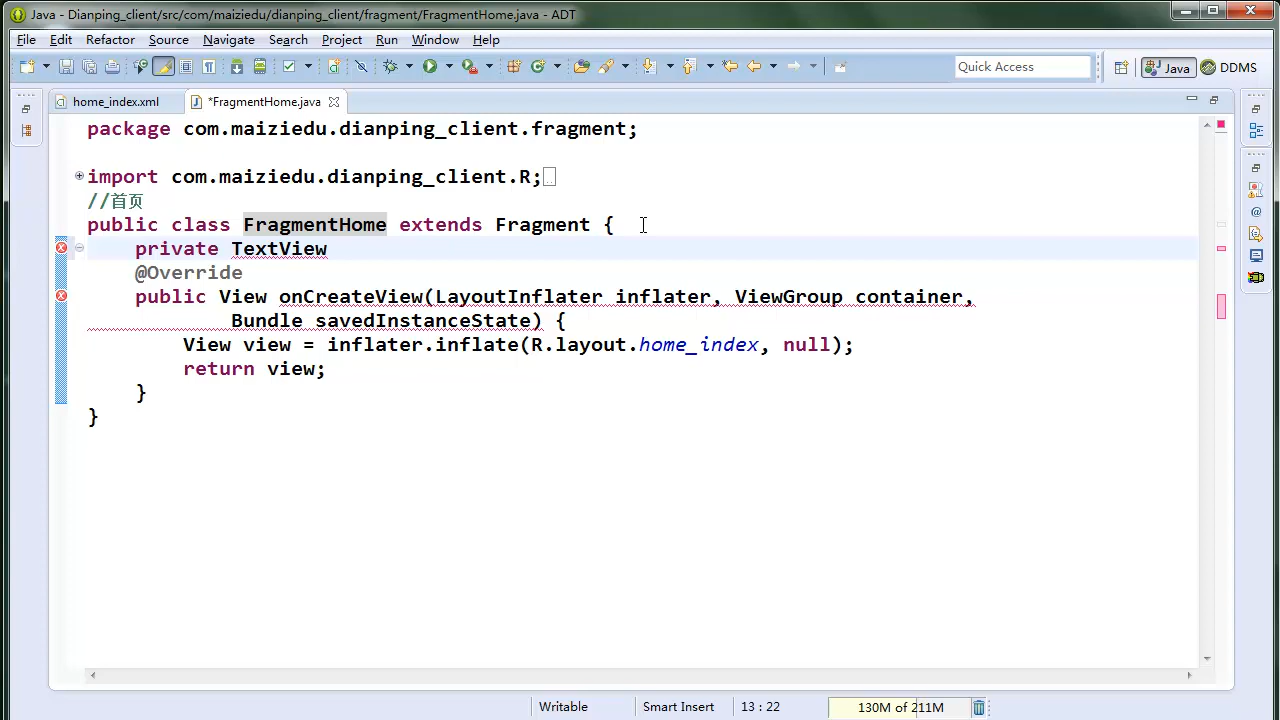 Java - Dianping_client/src/com/maiziedu/dianping_client/fragment/FragmentHome.java - ADT
File Edit Refactor Source Navigate Search Project Run Window Help
Quick Access Java DDMS
home_index.xml *FragmentHome.java
package com.maiziedu.dianping_client.fragment;
import com.maiziedu.dianping_client.R;
//首页
public class FragmentHome extends Fragment {
private TextView
@Override
public View onCreateView(LayoutInflater inflater, ViewGroup container,
Bundle savedInstanceState) {
View view = inflater.inflate(R.layout.home_index, null);
return view;
}
}
Writable Smart Insert 13 : 22 130M of 211M